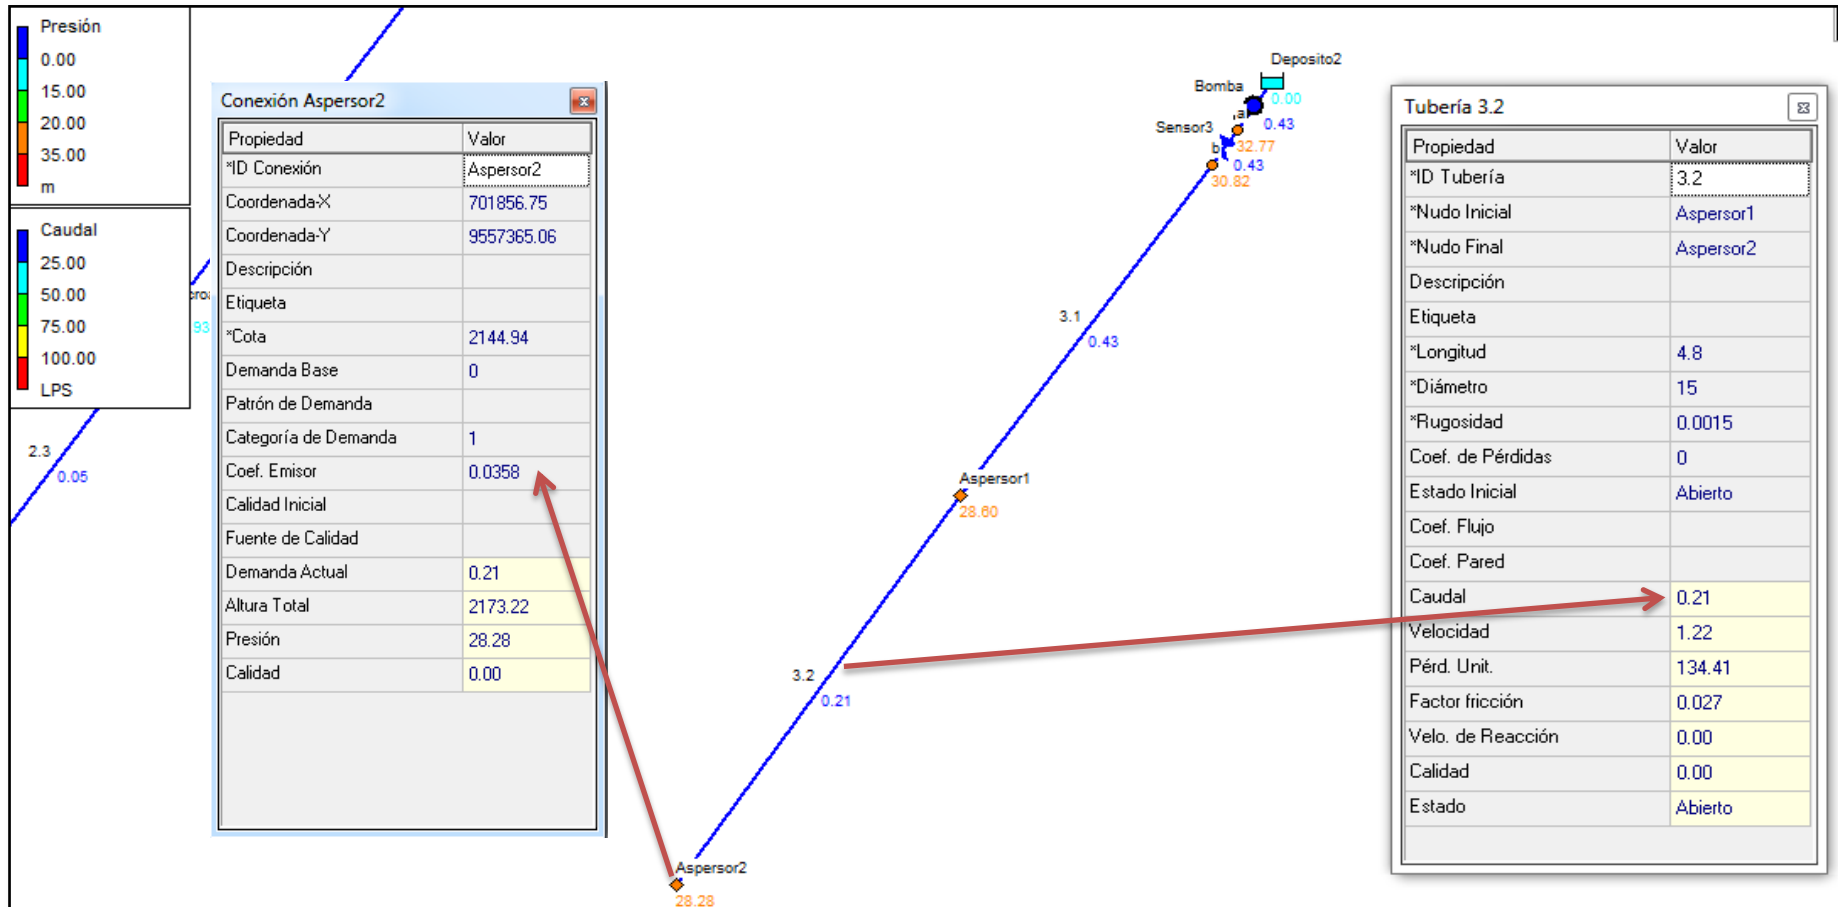 Presión
0.00
15.00
20.00
35.00
m
Caudal
25.00
50.00
75.00
100.00
LPS
2.3
0.05
93
Conexión Aspersor2
Propiedad Valor
*ID Conexión Aspersor2
Coordenada-X 701856.75
Coordenada-Y 9557365.06
Descripción
Etiqueta
*Cota 2144.94
Demanda Base 0
Patrón de Demanda
Categoría de Demanda 1
Coef. Emisor 0.0358
Calidad Inicial
Fuente de Calidad
Demanda Actual 0.21
Altura Total 2173.22
Presión 28.28
Calidad 0.00
Deposito2
0.00
Bomba
0.43
a
32.77
Sensor3
0.43
b
30.82
3.1
0.43
Aspersor1
28.60
3.2
0.21
Aspersor2
28.28
Tubería 3.2
Propiedad Valor
*ID Tubería 3.2
*Nudo Inicial Aspersor1
*Nudo Final Aspersor2
Descripción
Etiqueta
*Longitud 4.8
*Diámetro 15
*Rugosidad 0.0015
Coef. de Pérdidas 0
Estado Inicial Abierto
Coef. Flujo
Coef. Pared
Caudal 0.21
Velocidad 1.22
Pérd. Unit. 134.41
Factor fricción 0.027
Velo. de Reacción 0.00
Calidad 0.00
Estado Abierto